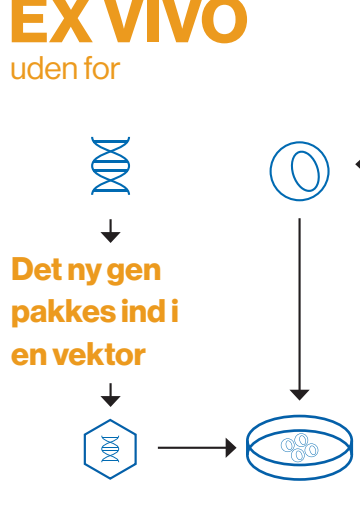 EX VIVO
uden for
Det ny gen
pakkes ind i
en vektor